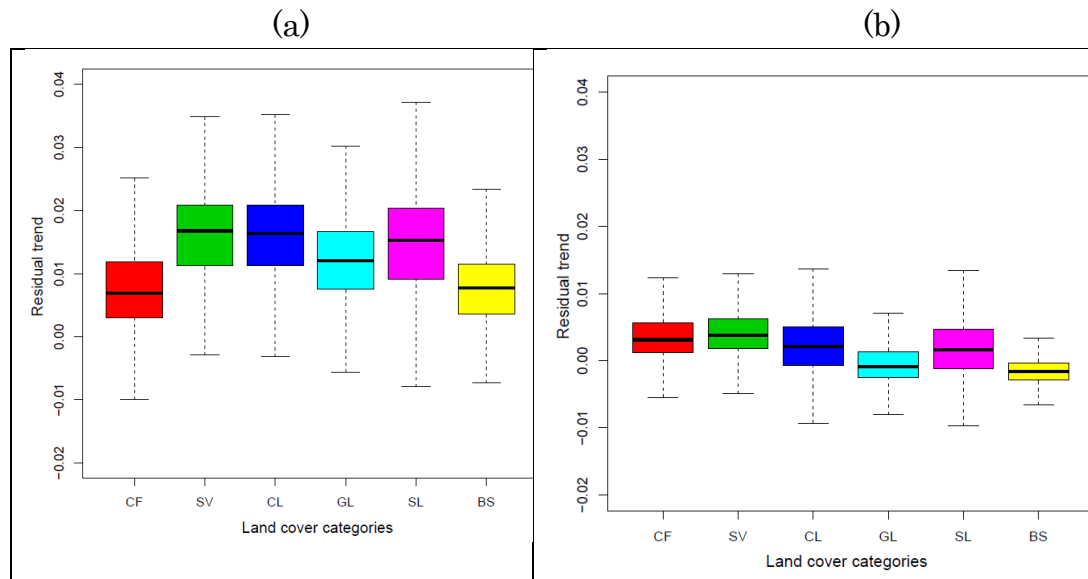 (a)
Residual trend
0.04
0.03
0.02
0.01
0.00
−0.01
−0.02
CF SV CL GL SL BS
Land cover categories
(b)
Residual trend
0.04
0.03
0.02
0.01
0.00
−0.01
−0.02
CF SV CL GL SL BS
Land cover categories